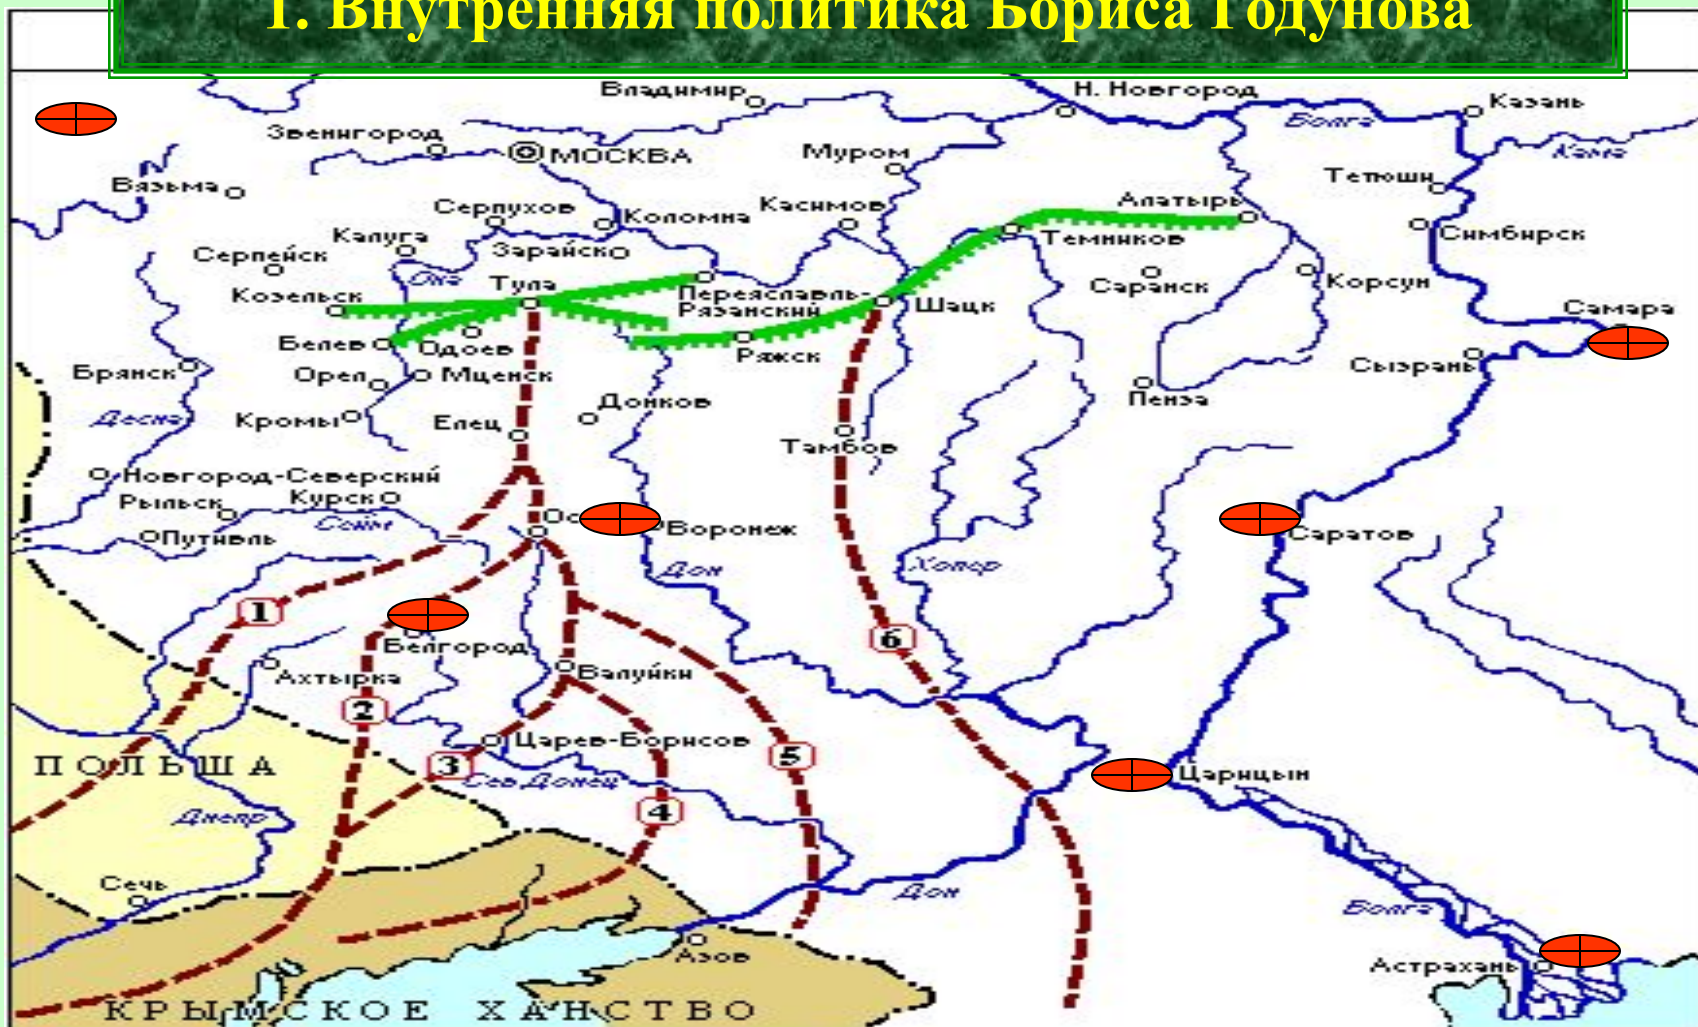 1. Внутренняя политика Бориса Годунова
Владимир
Н. Новгород
Казань
Волга
Звенигород
МОСКВА
Муром
Кама
Тетюши
Вязьма
Серпухов
Коломна
Касимов
Алатырь
Калуга
Зарайск
Темников
Симбирск
Серпейск
Ока
Тула
Переяславль-
Рязанский
Саранск
Корсун
Козельск
Шацк
Самара
Белев
Одоев
Ряжск
Сызрань
Брянск
Орел
Мценск
Пенза
Десна
Кромы
Елец
Донков
Тамбов
Новгород-Северский
Рыльск
Курск
Сейм
Ос
Воронеж
Путивль
Саратов
Дон
Хопер
1
6
Белгород
Ахтырка
Валуйки
2
Царев-Борисов
5
3
ПОЛЬША
Сев Донец
Царицын
4
Днепр
Сечь
Дон
Волга
Азов
Астрахань
КРЫМСКОЕ ХАНСТВО